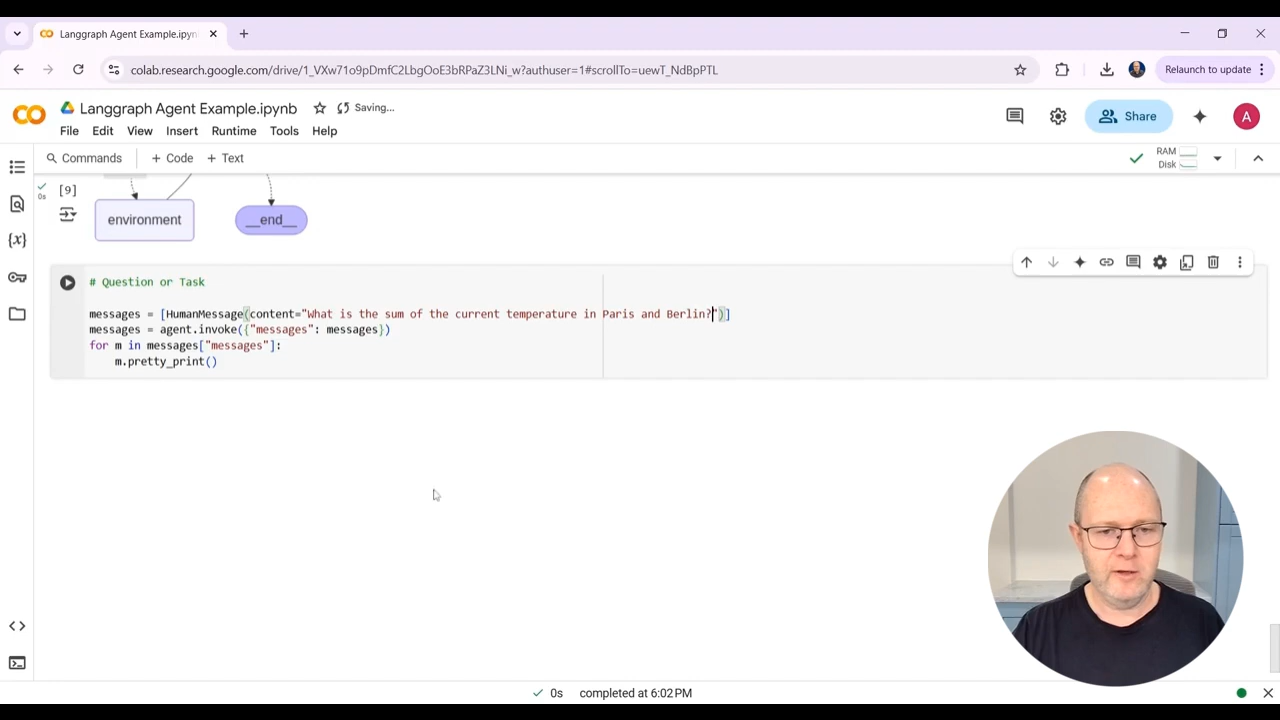 Langgraph Agent Example.ipyn
colab.research.google.com/drive/1_VXw71o9pDmfC2LbgOoE3bRPaZ3LNi_w?authuser=1#scrollTo=uewT_NdBpPTL
Relaunch to update
Langgraph Agent Example.ipynb
Saving...
File Edit View Insert Runtime Tools Help
Share
A
Commands + Code + Text
RAM
Disk
[9]
0s
environment
__end__
# Question or Task
messages = [HumanMessage(content="What is the sum of the current temperature in Paris and Berlin?")]
messages = agent.invoke({"messages": messages})
for m in messages["messages"]:
m.pretty_print()
0s completed at 6:02 PM